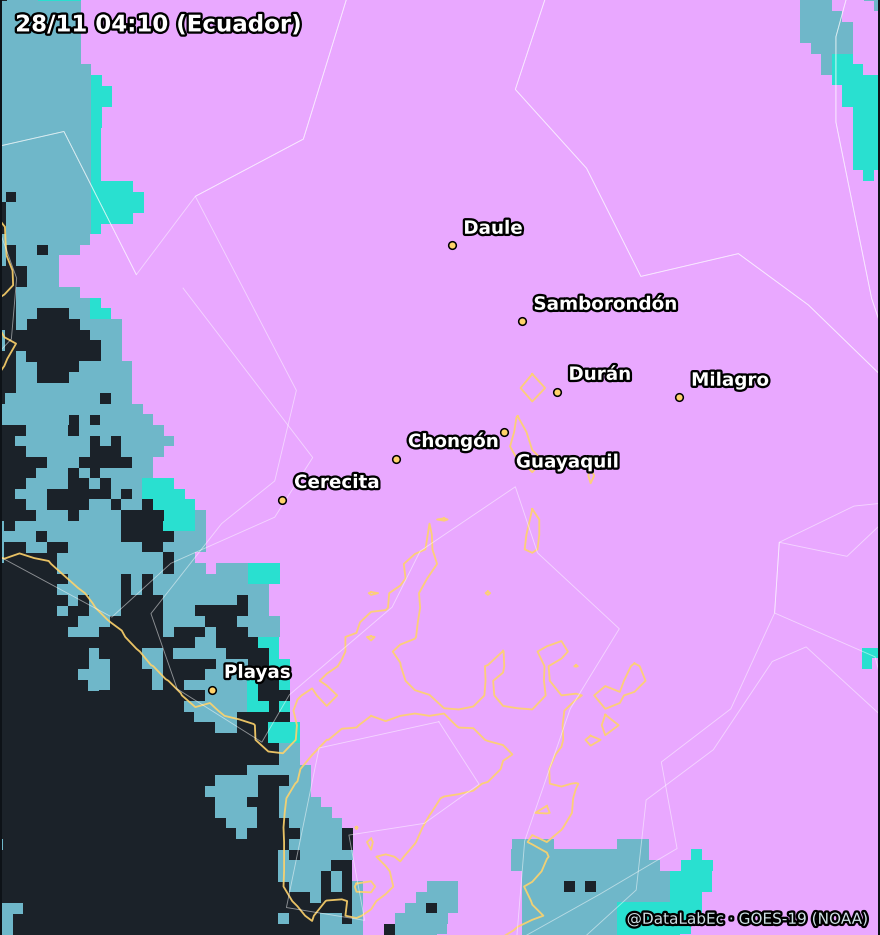 28/11 04:10 (Ecuador)
Daule
Samborondón
Durán
Milagro
Chongón
Guayaquil
Cerecita
Playas
@DataLabEc · GOES-19 (NOAA)